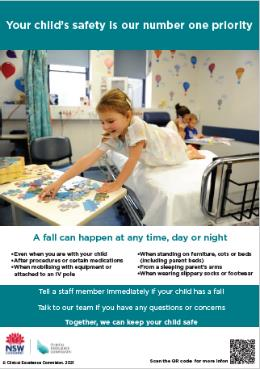 Your child's safety is our number one priority
A fall can happen at any time, day or night
•Even when you are with your child
•After procedures or certain medications
•When mobilising with equipment or
attached to an IV pole
•When standing on furniture, cots or beds
(including parent beds)
•From a sleeping parent's arms
•When wearing slippery socks or footwear
Tell a staff member immediately if your child has a fall
Talk to our team if you have any questions or concerns
Together, we can keep your child safe
NSW
CLINICAL
EXCELLENCE
COMMISSION
© Clinical Excellence Commission, 2021
Scan the QR code for more infon